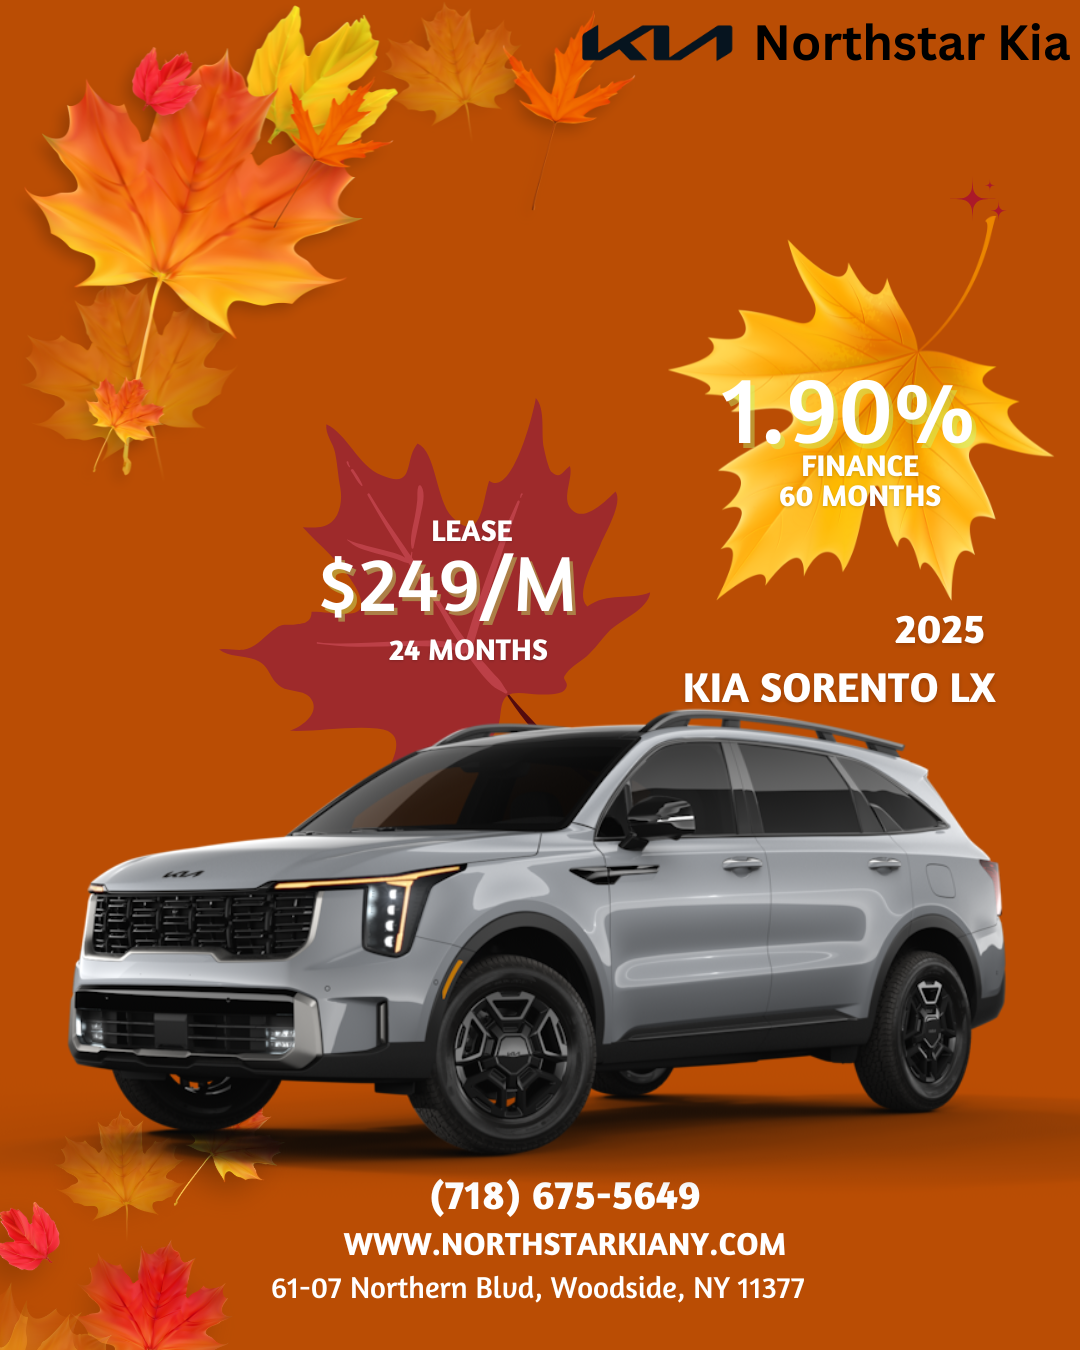 KIA Northstar Kia
1.90%
FINANCE
60 MONTHS
LEASE
$249/M
24 MONTHS
2025
KIA SORENTO LX
(718) 675-5649
WWW.NORTHSTARKIANY.COM
61-07 Northern Blvd, Woodside, NY 11377